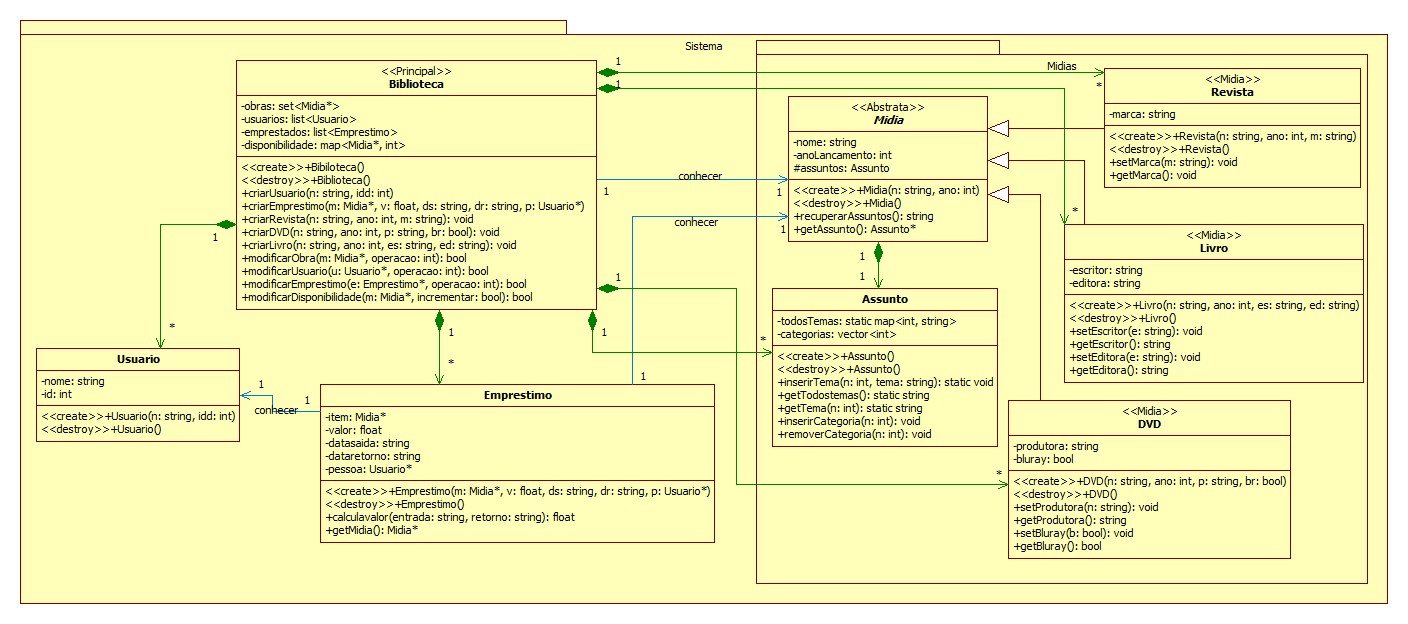 Sistema
<<Principal>>
Biblioteca
-obras: set<Midia*>
-usuarios: list<Usuario>
-emprestados: list<Emprestimo>
-disponibilidade: map<Midia*, int>
<<create>>+Bibiloteca()
<<destroy>>+Biblioteca()
+criarUsuario(n: string, idd: int)
+criarEmprestimo(m: Midia*, v: float, ds: string, dr: string, p: Usuario*)
+criarRevista(n: string, ano: int, m: string): void
+criarDVD(n: string, ano: int, p: string, br: bool): void
+criarLivro(n: string, ano: int, es: string, ed: string): void
+modificarObra(m: Midia*, operacao: int): bool
+modificarUsuario(u: Usuario*, operacao: int): bool
+modificarEmprestimo(e: Emprestimo*, operacao: int): bool
+modificarDisponibilidade(m: Midia*, incrementar: bool): bool
1
1
1
1
1
1
1
*
*
*
*
*
*
conhecer
1
conhecer
1
1
1
conhecer
1
1
Midias
<<Abstrata>>
Midia
-nome: string
-anoLancamento: int
#assuntos: Assunto
<<create>>+Midia(n: string, ano: int)
<<destroy>>+Midia()
+recuperarAssuntos(): string
+getAssunto(): Assunto*
1
1
<<Midia>>
Revista
-marca: string
<<create>>+Revista(n: string, ano: int, m: string)
<<destroy>>+Revista()
+setMarca(m: string): void
+getMarca(): void
<<Midia>>
Livro
-escritor: string
-editora: string
<<create>>+Livro(n: string, ano: int, es: string, ed: string)
<<destroy>>+Livro()
+setEscritor(e: string): void
+getEscritor(): string
+setEditora(e: string): void
+getEditora(): string
Assunto
-todosTemas: static map<int, string>
-categorias: vector<int>
<<create>>+Assunto()
<<destroy>>+Assunto()
+inserirTema(n: int, tema: string): static void
+getTodostemas(): static string
+getTema(n: int): static string
+inserirCategoria(n: int): void
+removerCategoria(n: int): void
Usuario
-nome: string
-id: int
<<create>>+Usuario(n: string, idd: int)
<<destroy>>+Usuario()
Emprestimo
-item: Midia*
-valor: float
-datasaida: string
-dataretorno: string
-pessoa: Usuario*
<<create>>+Emprestimo(m: Midia*, v: float, ds: string, dr: string, p: Usuario*)
<<destroy>>+Emprestimo()
+calculavalor(entrada: string, retorno: string): float
+getMidia(): Midia*
<<Midia>>
DVD
-produtora: string
-bluray: bool
<<create>>+DVD(n: string, ano: int, p: string, br: bool)
<<destroy>>+DVD()
+setProdutora(n: string): void
+getProdutora(): string
+setBluray(b: bool): void
+getBluray(): bool